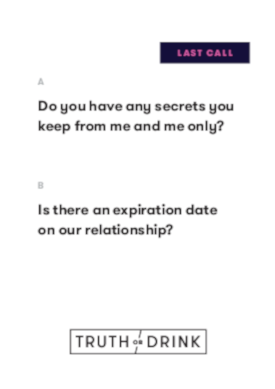 LAST CALL
A
Do you have any secrets you
keep from me and me only?
B
Is there an expiration date
on our relationship?
TRUTH OR DRINK